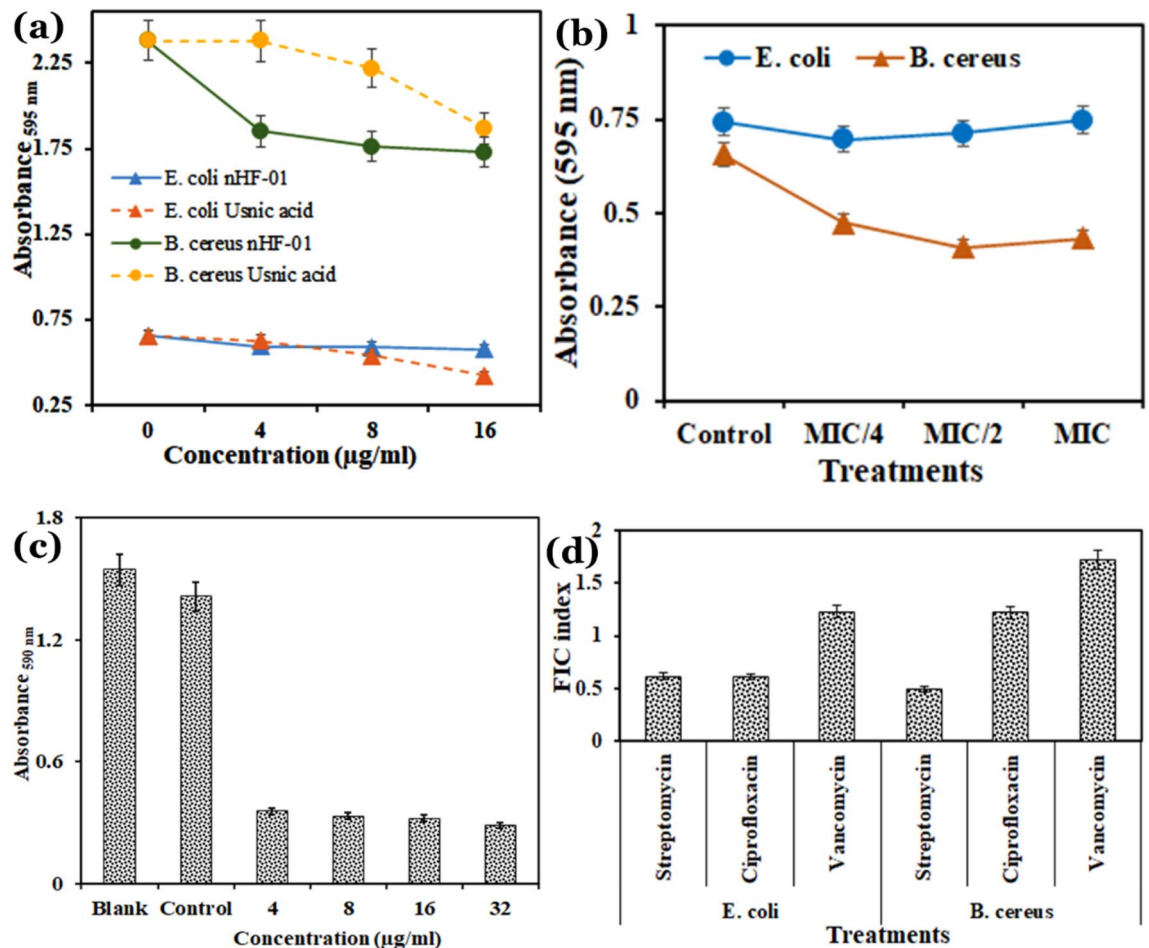 (a)
Absorbance 595 nm
2.25
1.75
1.25
0.75
0.25
E. coli nHF-01
E. coli Usnic acid
B. cereus nHF-01
B. cereus Usnic acid
0 4 8 16
Concentration (µg/ml)
(b)
Absorbance (595 nm)
1
0.75
0.5
0.25
0
E. coli B. cereus
Control MIC/4 MIC/2 MIC
Treatments
(c)
Absorbance 590 nm
1.8
1.2
0.6
0
Blank Control 4 8 16 32
Concentration (µg/ml)
(d)
FIC index
2
1.5
1
0.5
0
Streptomycin
Ciprofloxacin
Vancomycin
Streptomycin
Ciprofloxacin
Vancomycin
E. coli B. cereus
Treatments